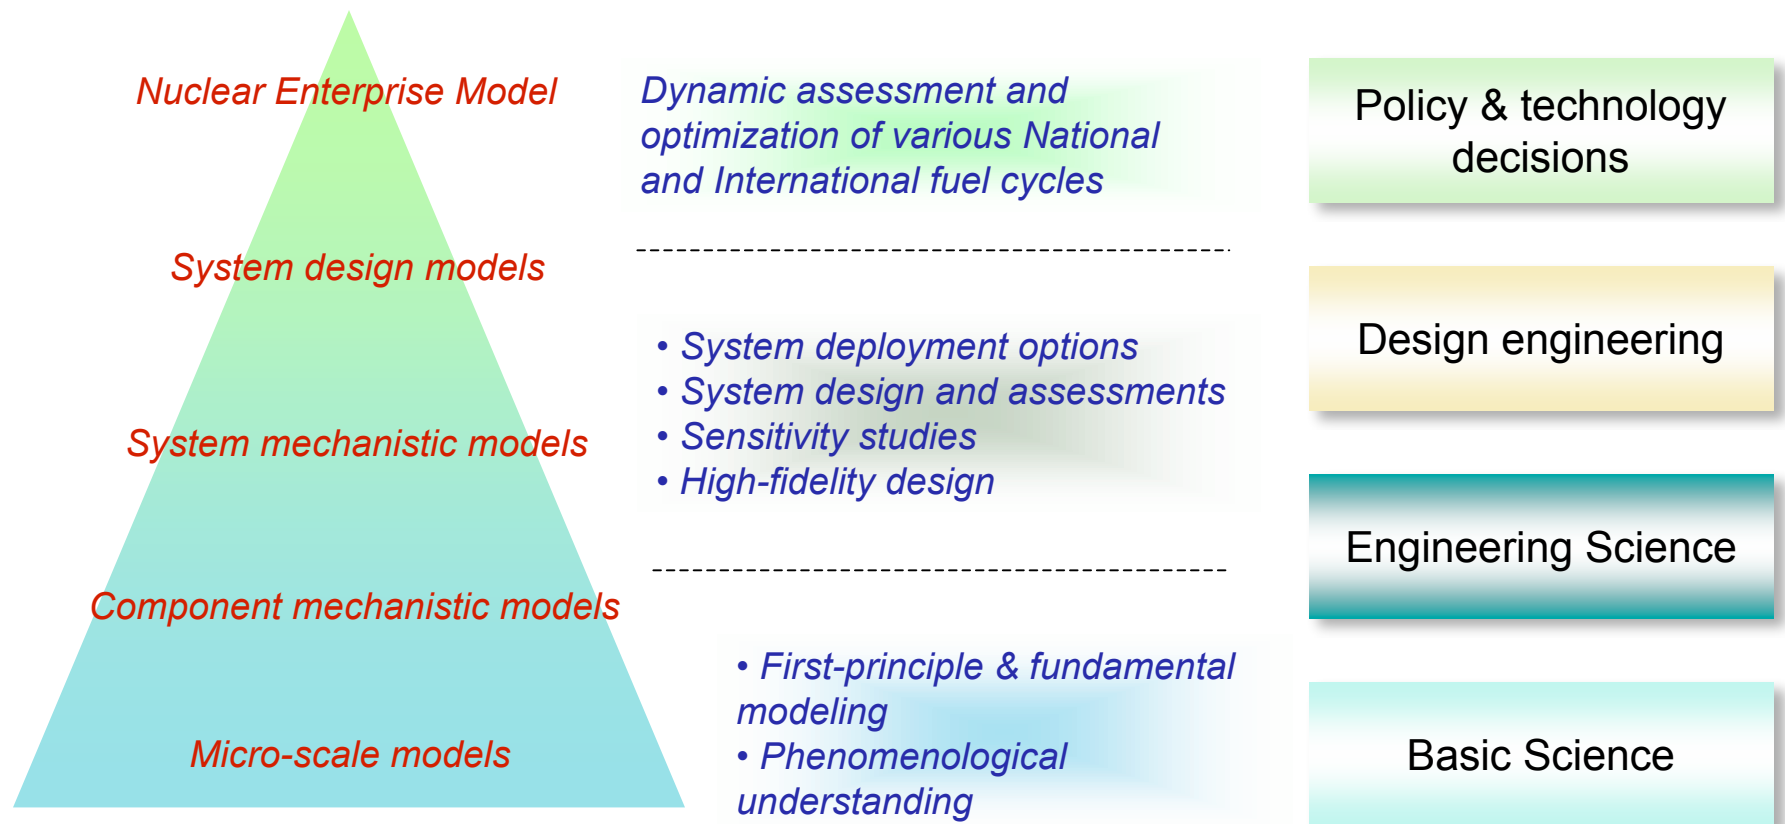 Nuclear Enterprise Model
System design models
System mechanistic models
Component mechanistic models
Micro-scale models
Dynamic assessment and
optimization of various National
and International fuel cycles
• System deployment options
• System design and assessments
• Sensitivity studies
• High-fidelity design
• First-principle & fundamental
modeling
• Phenomenological
understanding
Policy & technology
decisions
Design engineering
Engineering Science
Basic Science